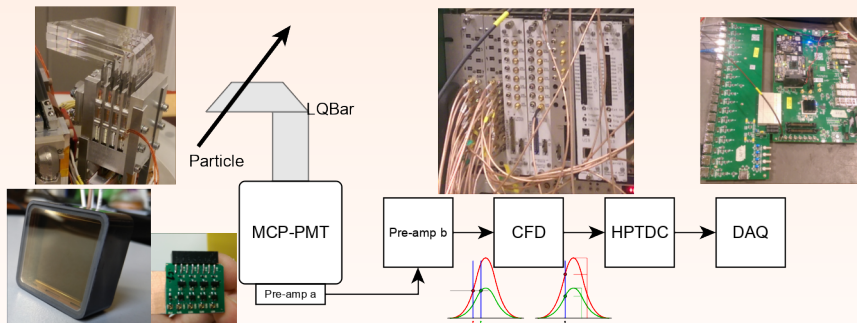 LQBar
Particle
MCP-PMT
Pre-amp a
Pre-amp b
CFD
HPTDC
DAQ